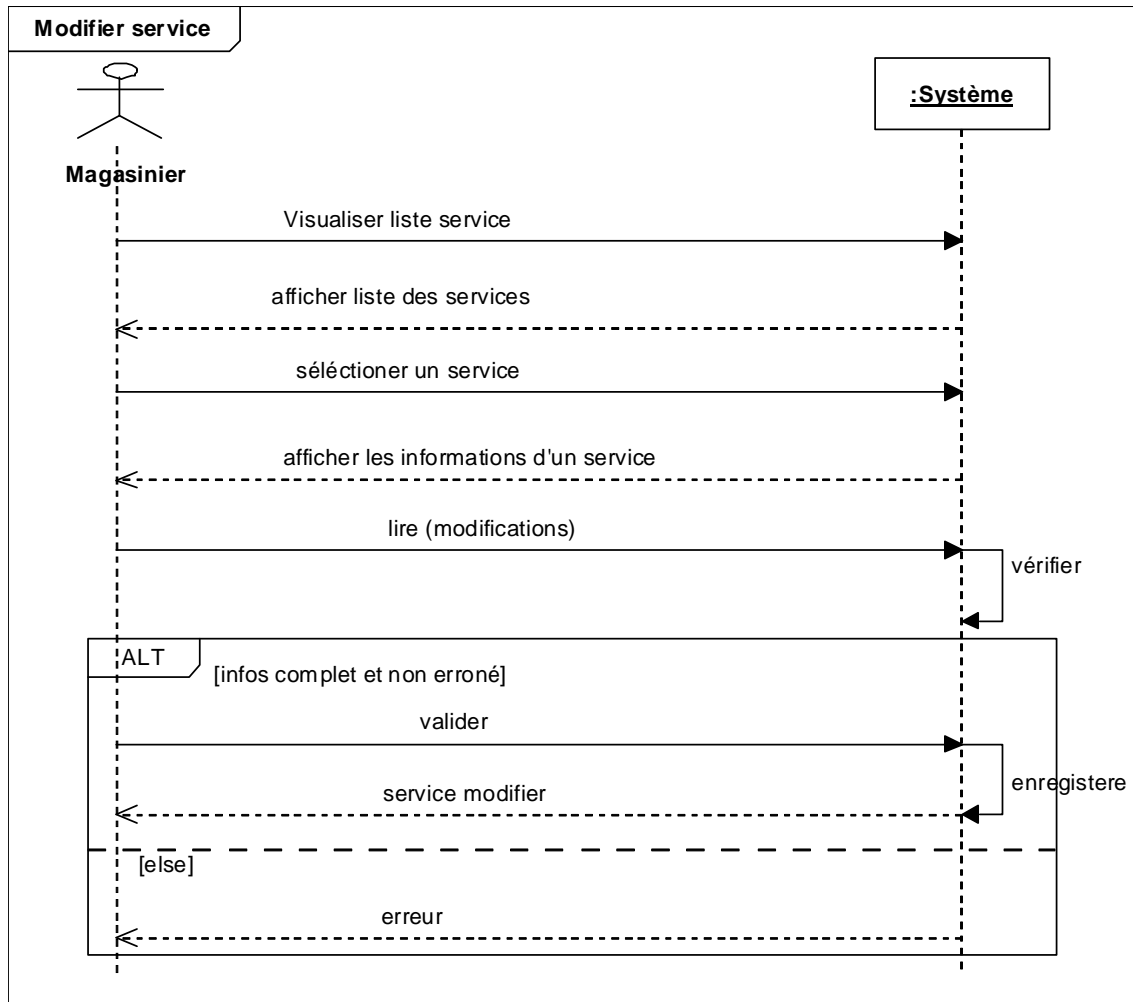 Modifier service
:Système
Magasinier
Visualiser liste service
afficher liste des services
séléctioner un service
afficher les informations d'un service
lire (modifications)
vérifier
ALT
[infos complet et non erroné]
valider
enregistere
service modifier
[else]
erreur